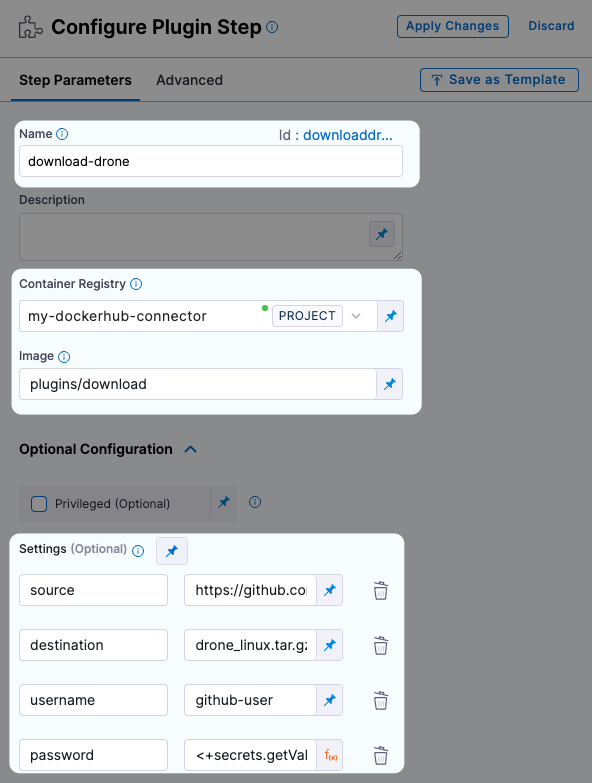 Configure Plugin Step
Apply Changes
Discard
Step Parameters
Advanced
Save as Template
Name
Id : downloaddr...
download-drone
Description
Container Registry
my-dockerhub-connector
PROJECT
Image
plugins/download
Optional Configuration
Privileged (Optional)
Settings (Optional)
source
https://github.co
destination
drone_linux.tar.gz
username
github-user
password
<+secrets.getVal
f(x)